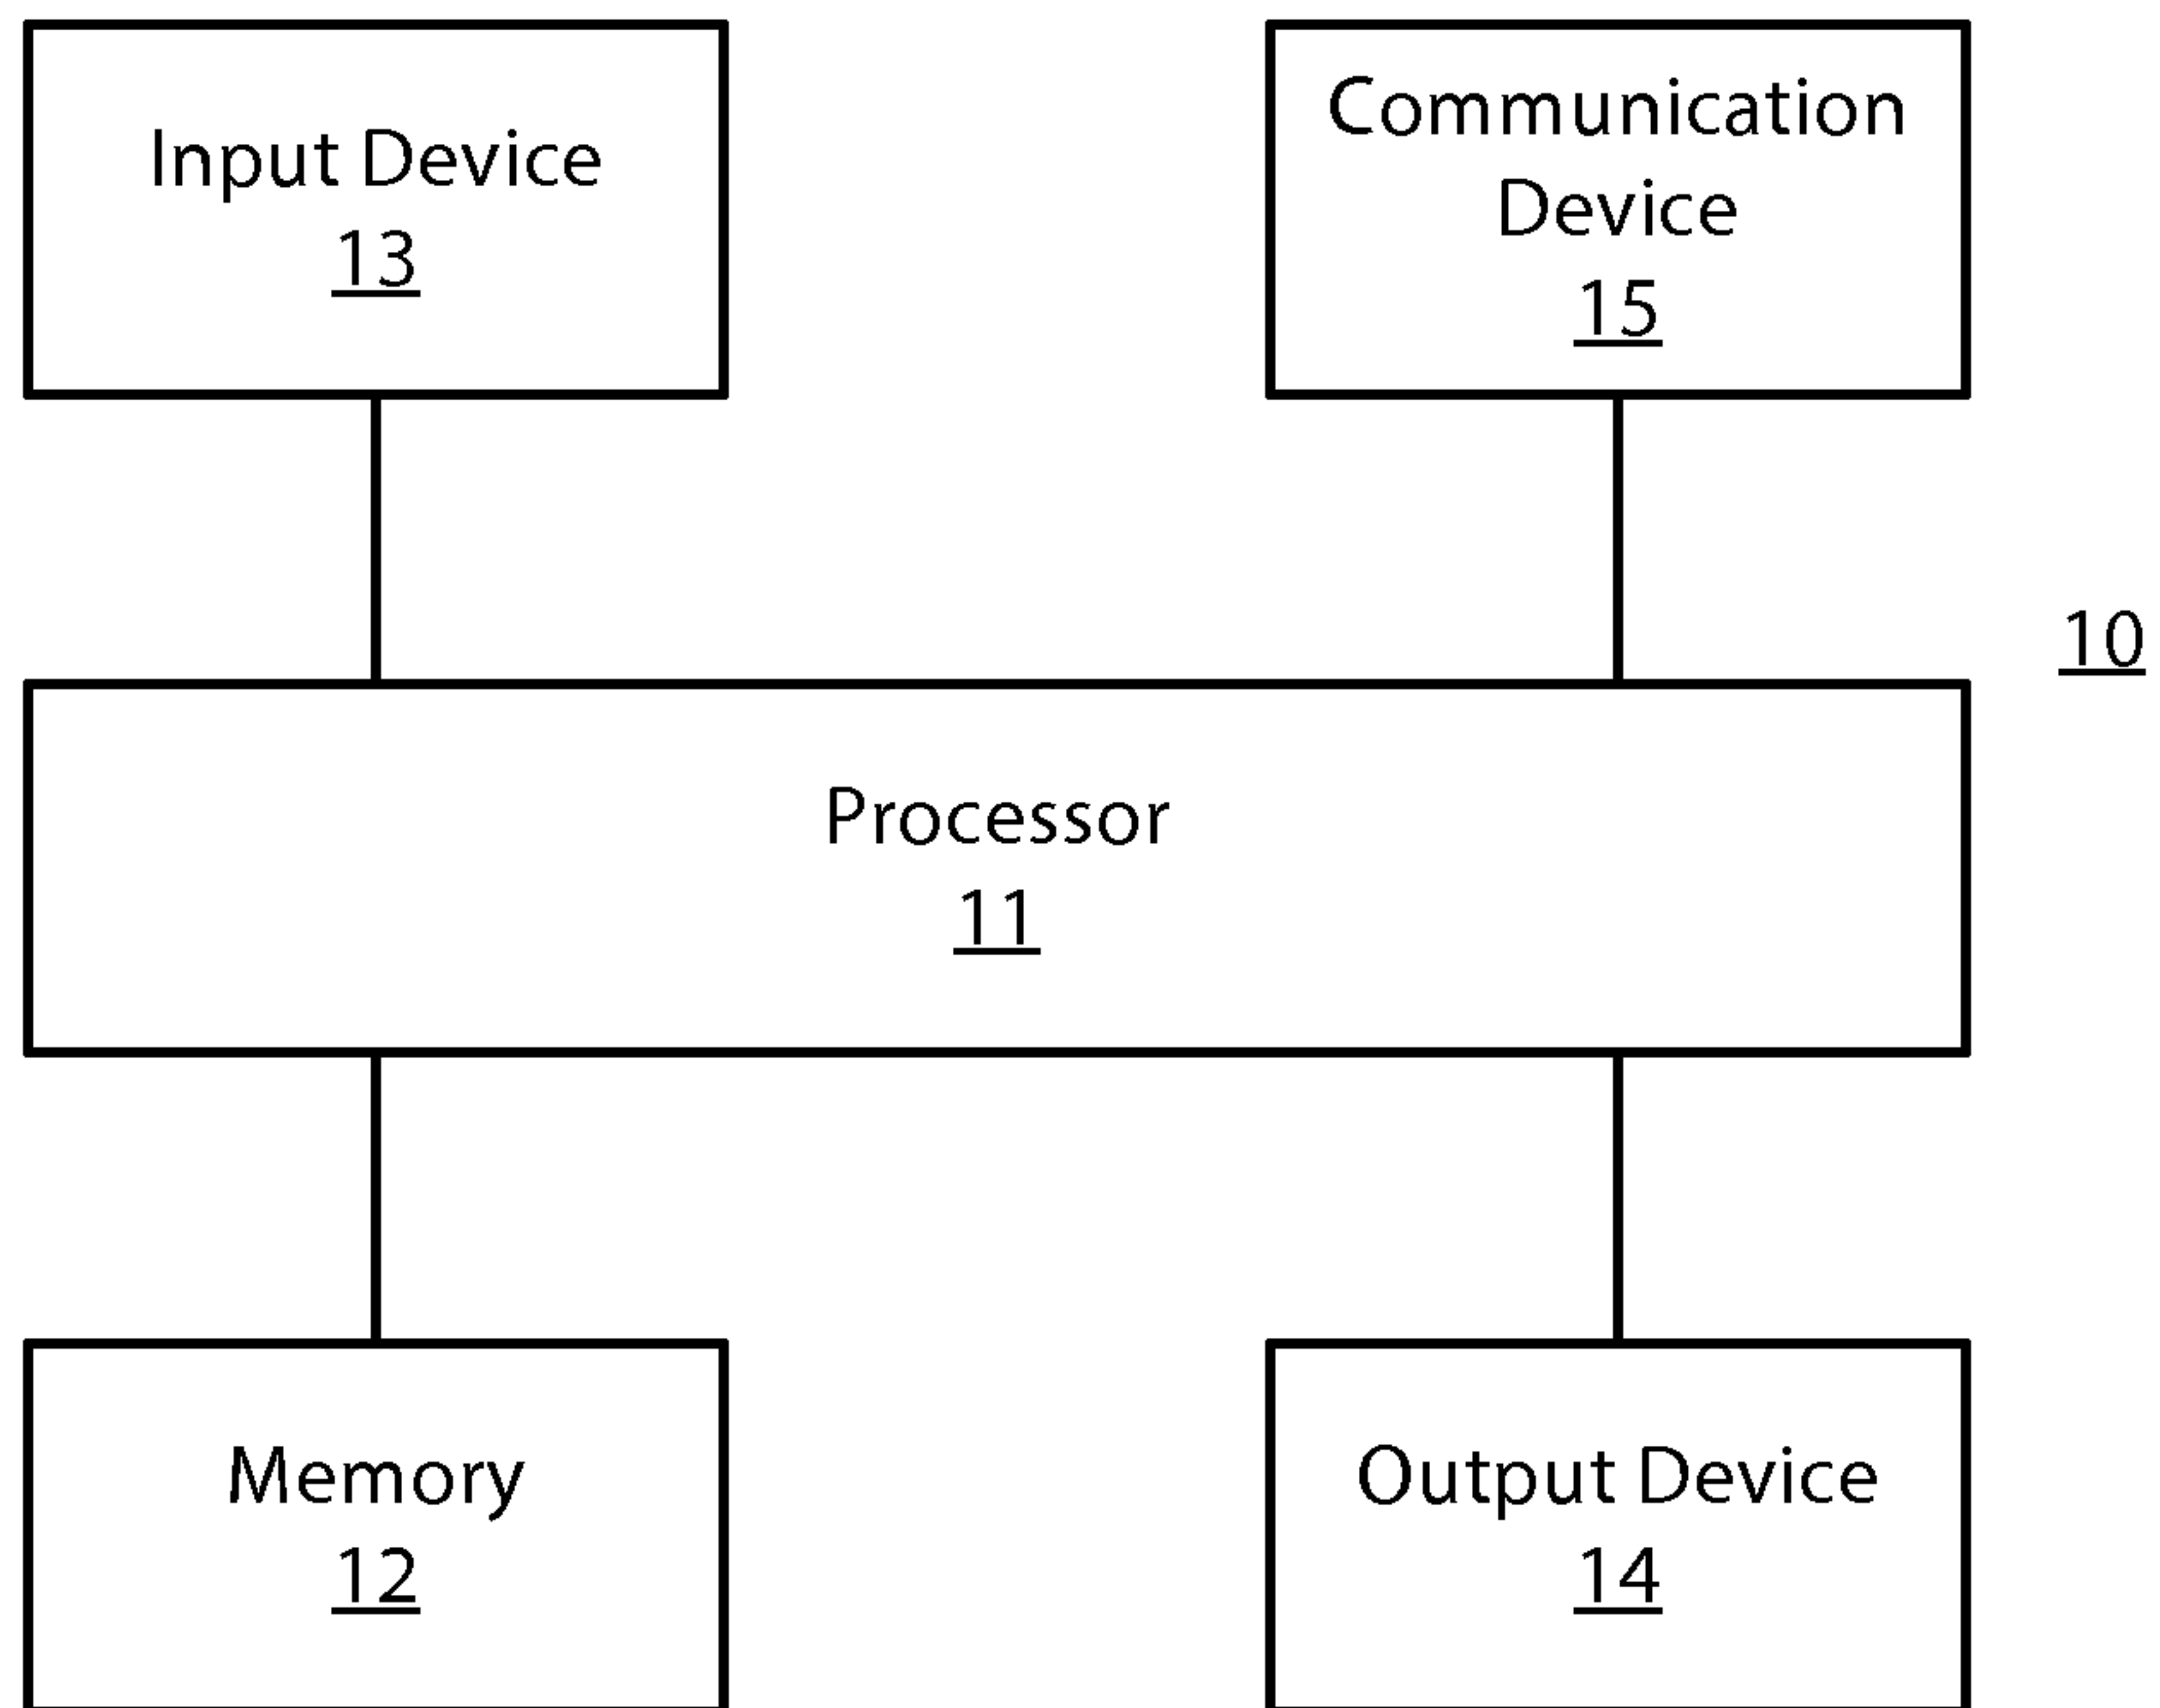 Input Device
13
Communication
Device
15
10
Processor
11
Memory
12
Output Device
14